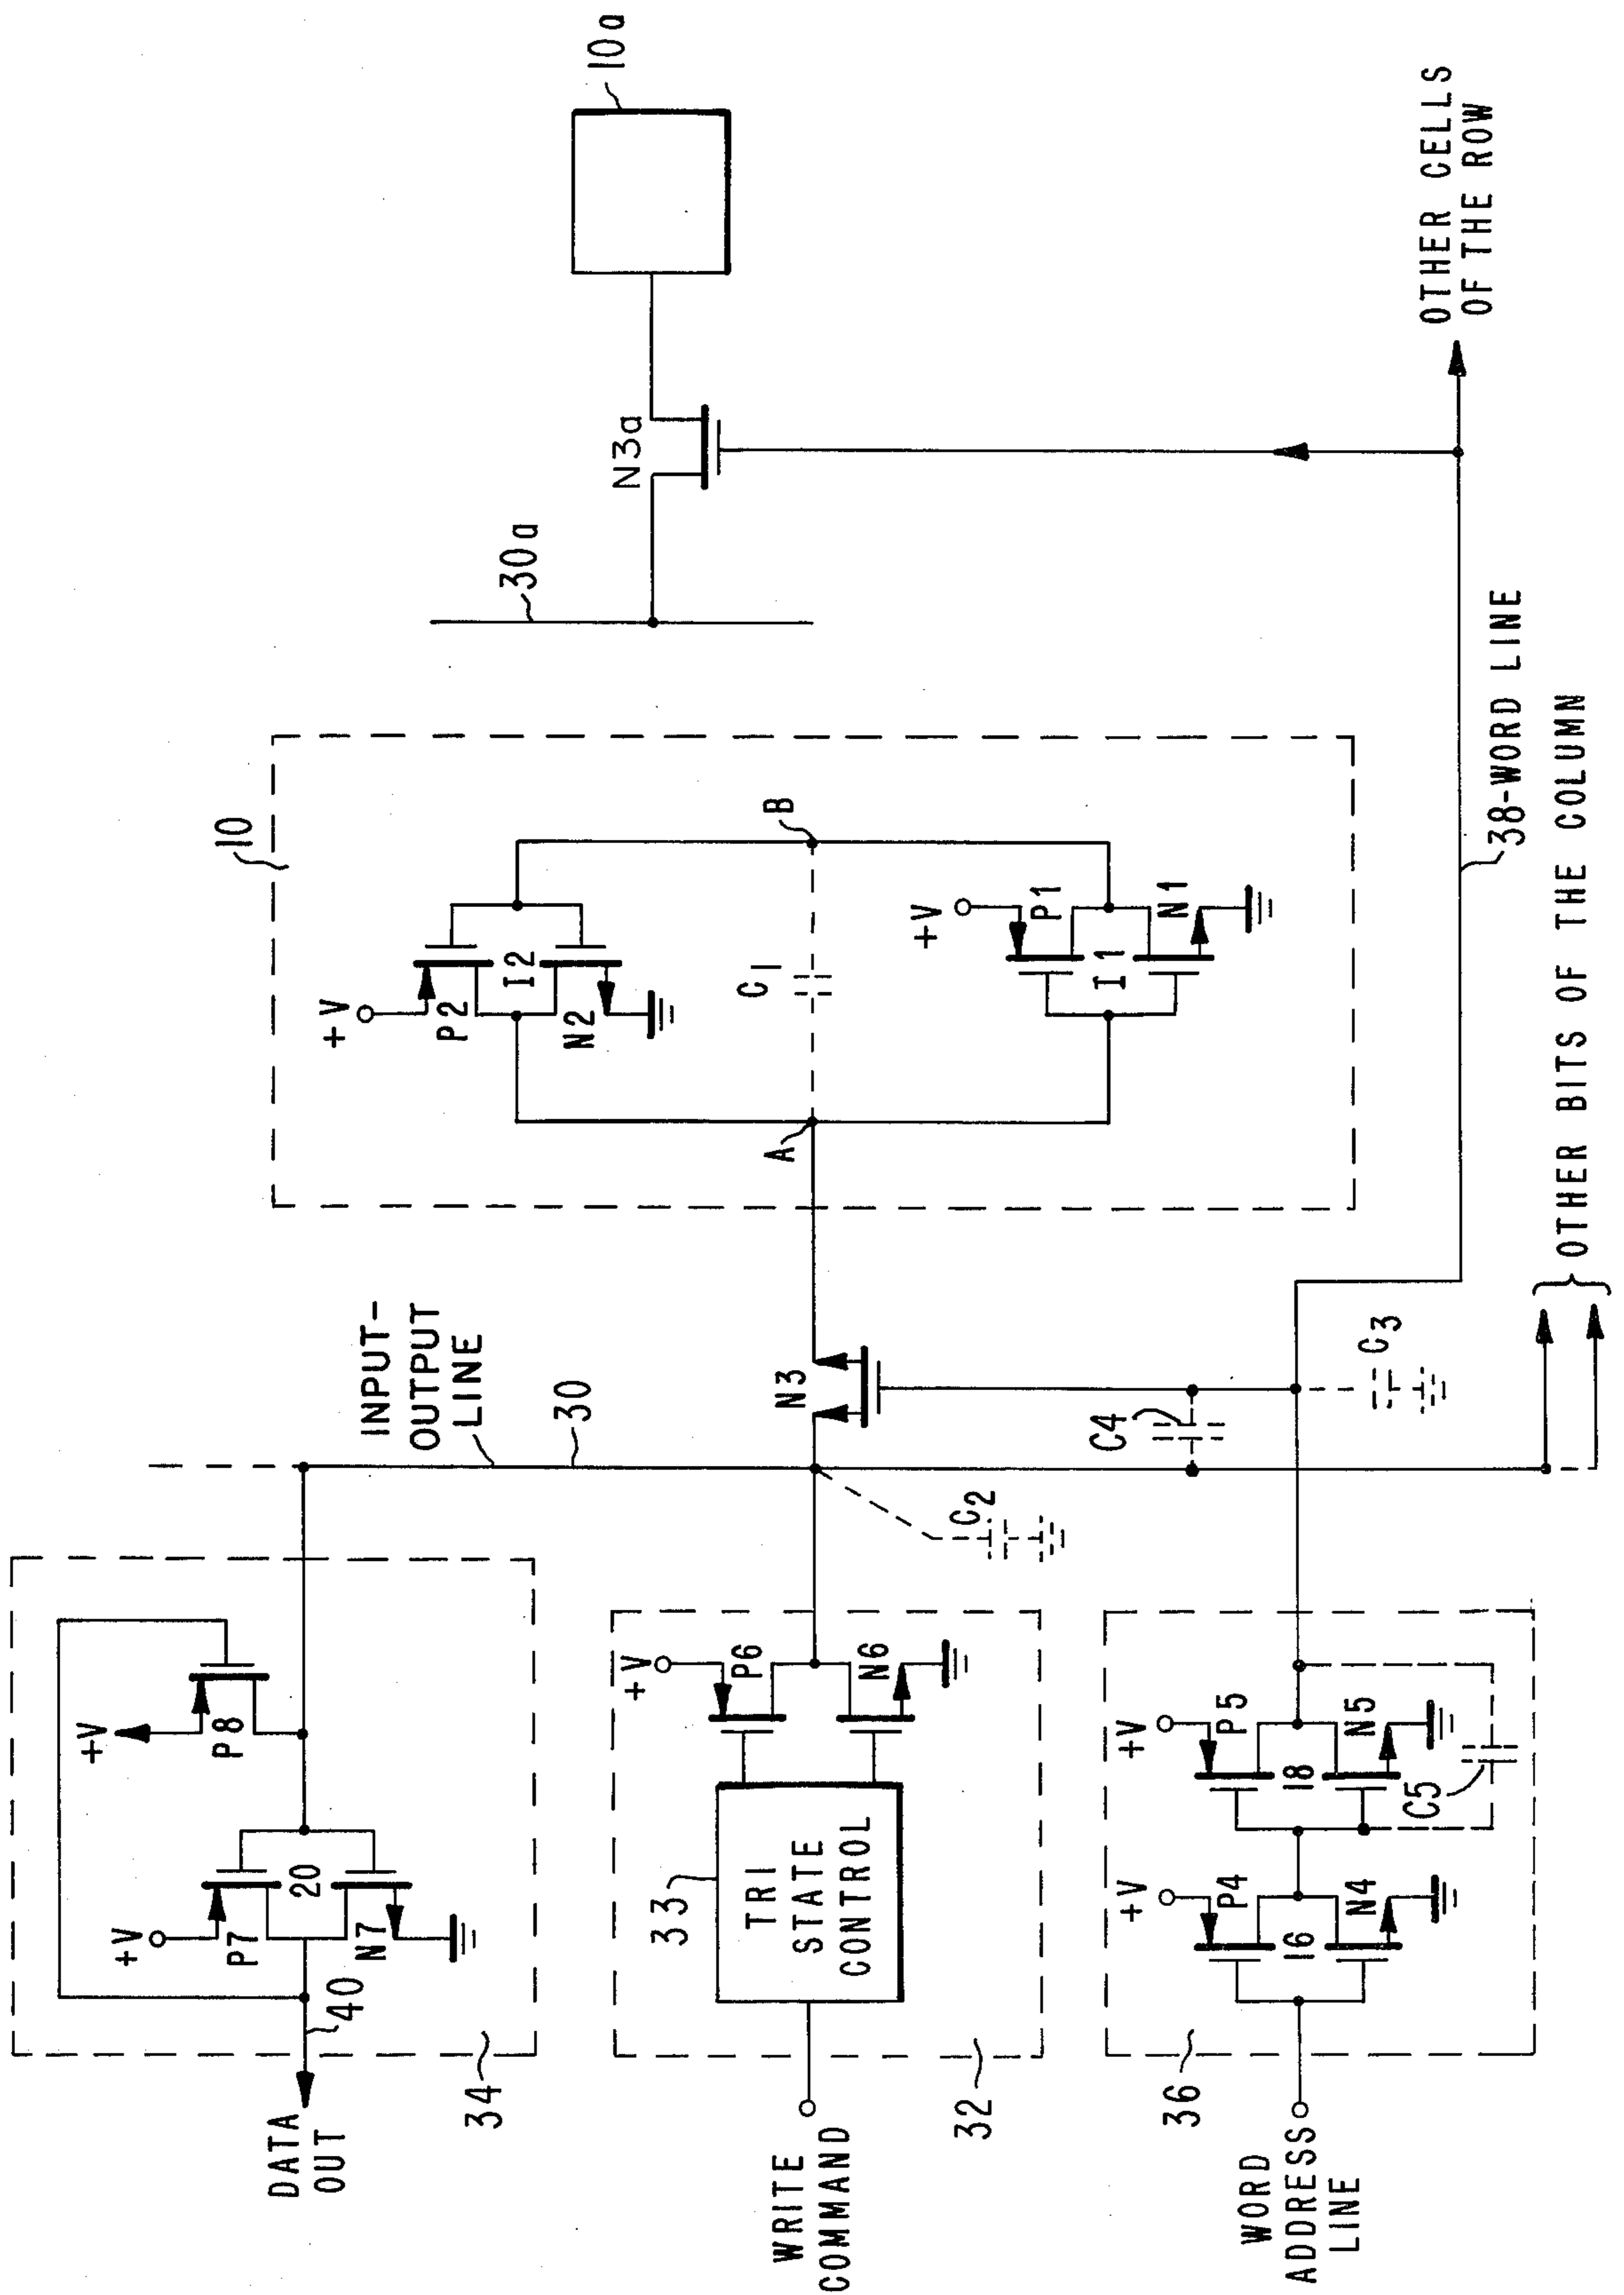 DATA
OUT
40
34
+V
P7
20
N7
+V
P8
WRITE
COMMAND
32
33
TRI
STATE
CONTROL
+V
P6
N6
WORD
ADDRESS
LINE
36
+V
P4
I6
N4
+V
P5
I8
N5
C5
INPUT-
OUTPUT
LINE
30
C2
C4
C3
N3
OTHER BITS OF THE COLUMN
38-WORD LINE
10
A
B
C1
+V
P2
I2
N2
+V
P1
I1
N1
30a
N3a
10a
OTHER CELLS
OF THE ROW